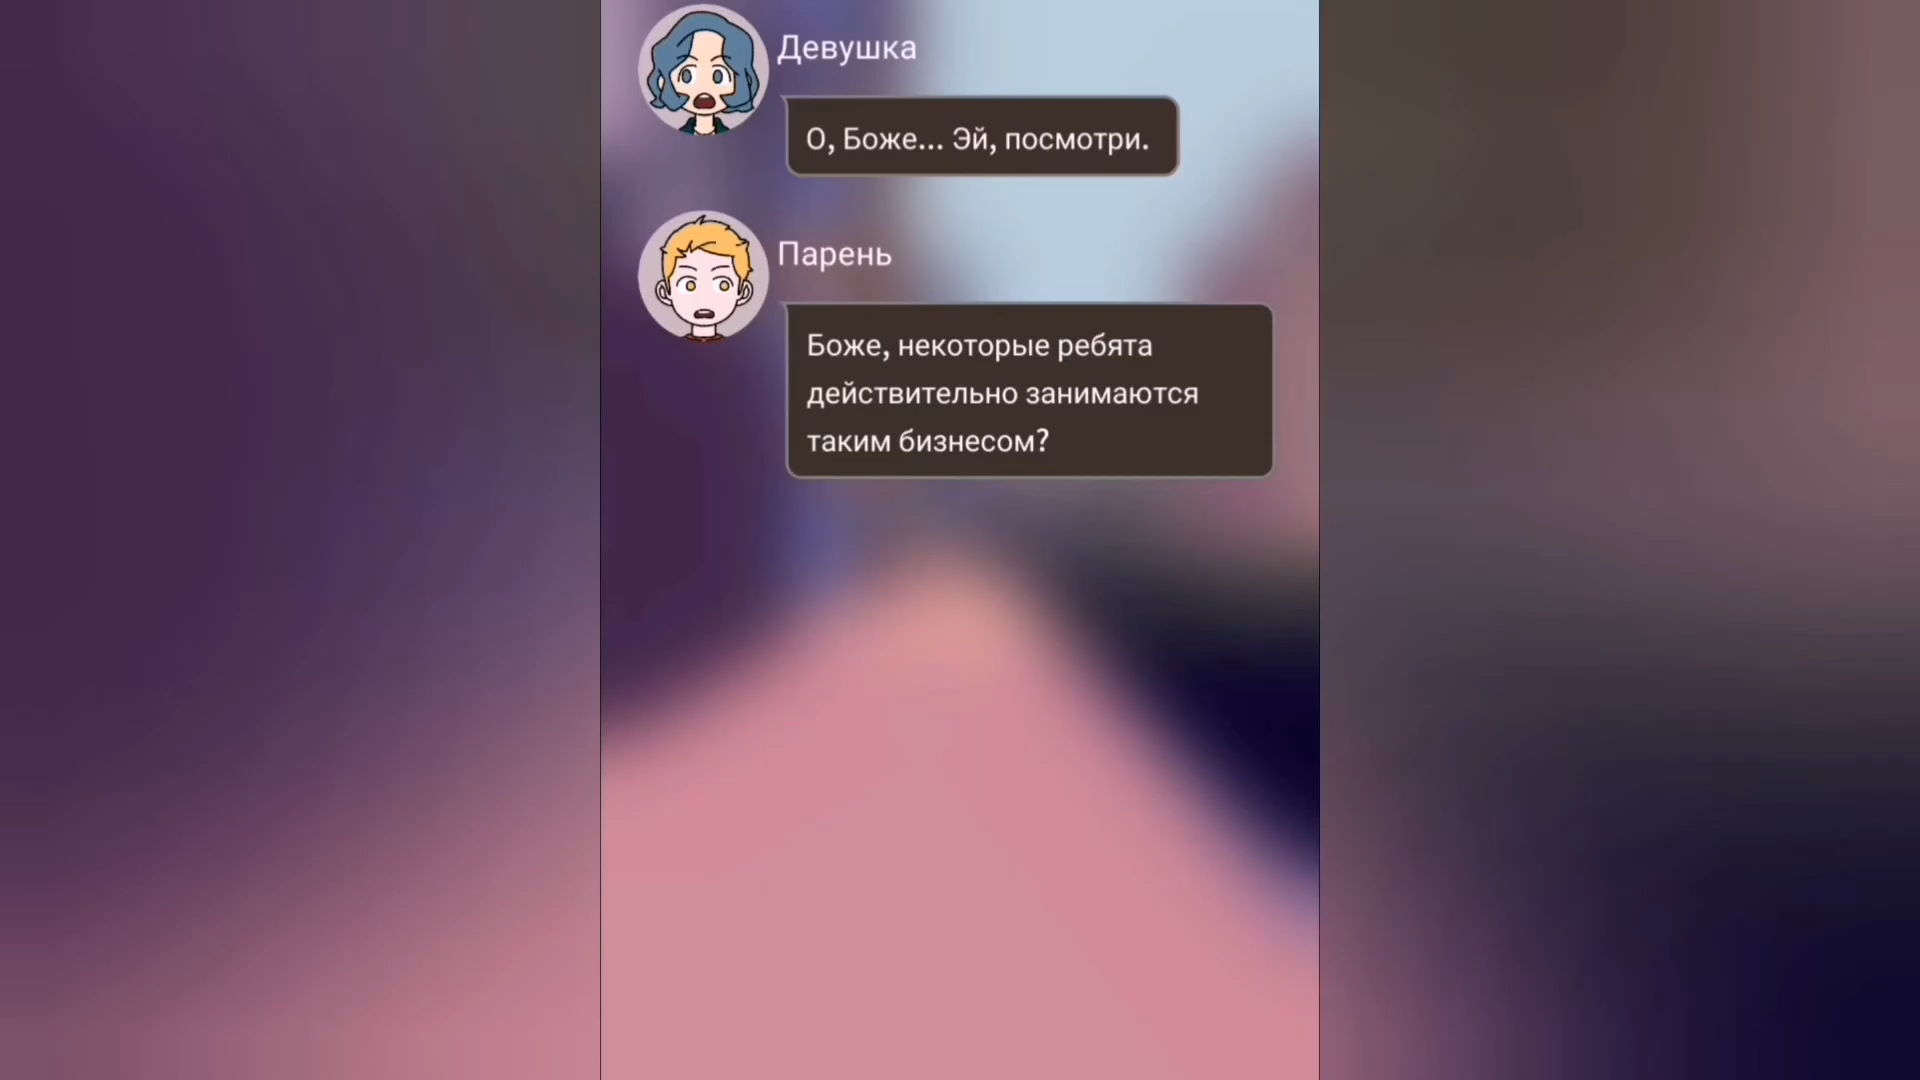 Девушка
О, Боже... Эй, посмотри.
Парень
Боже, некоторые ребята
действительно занимаются
таким бизнесом?